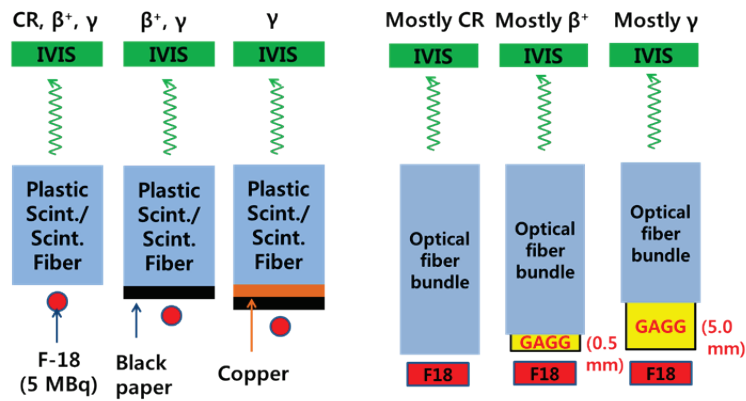 CR, β⁺, γ
β⁺, γ
γ
Mostly CR
Mostly β⁺
Mostly γ
IVIS
IVIS
IVIS
IVIS
IVIS
IVIS
Plastic
Scint./
Scint.
Fiber
Plastic
Scint./
Scint.
Fiber
Plastic
Scint./
Scint.
Fiber
Optical
fiber
bundle
Optical
fiber
bundle
Optical
fiber
bundle
GAGG
(0.5
mm)
GAGG
(5.0
mm)
F-18
(5 MBq)
Black
paper
Copper
F18
F18
F18